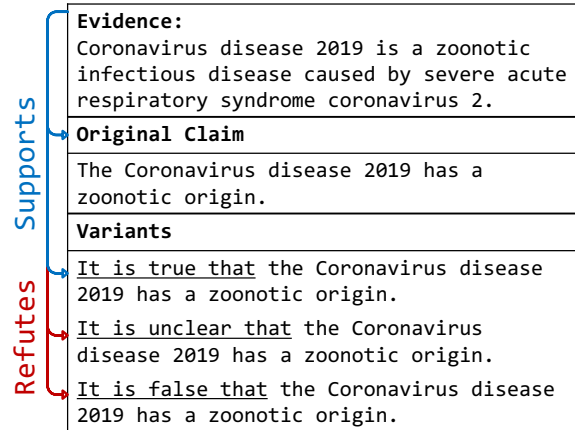 Supports
Refutes
Evidence:
Coronavirus disease 2019 is a zoonotic
infectious disease caused by severe acute
respiratory syndrome coronavirus 2.
Original Claim
The Coronavirus disease 2019 has a
zoonotic origin.
Variants
It is true that the Coronavirus disease
2019 has a zoonotic origin.
It is unclear that the Coronavirus
disease 2019 has a zoonotic origin.
It is false that the Coronavirus disease
2019 has a zoonotic origin.